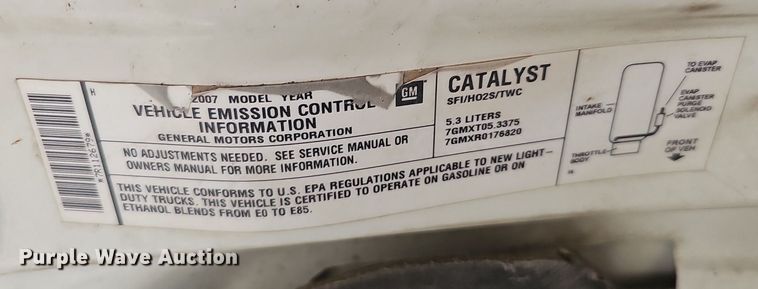 H
2007 MODEL YEAR
VEHICLE EMISSION CONTROL
INFORMATION
GENERAL MOTORS CORPORATION
NO ADJUSTMENTS NEEDED. SEE SERVICE MANUAL OR
OWNERS MANUAL FOR MORE INFORMATION.
THIS VEHICLE CONFORMS TO U.S. EPA REGULATIONS APPLICABLE TO NEW LIGHT-
DUTY TRUCKS. THIS VEHICLE IS CERTIFIED TO OPERATE ON GASOLINE OR ON
ETHANOL BLENDS FROM E0 TO E85.
GM
CATALYST
SFI/HO2S/TWC
5.3 LITERS
7GMXT05.3375
7GMXR0176820
TO EVAP
CANISTER
INTAKE
MANIFOLD
EVAP
CANISTER
PURGE
SOLENOID
VALVE
THROTTLE
BODY
FRONT
OF VEH
Purple Wave Auction